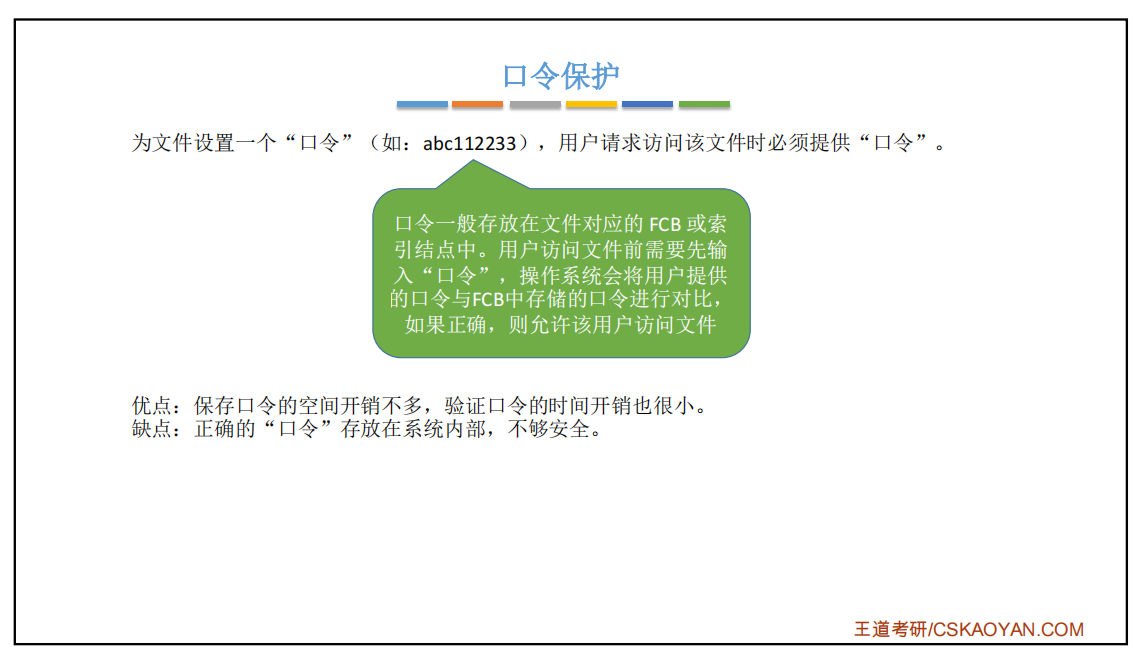 口令保护
为文件设置一个“口令”（如：abc112233），用户请求访问该文件时必须提供“口令”。
口令一般存放在文件对应的 FCB 或索
引结点中。用户访问文件前需要先输
入“口令”，操作系统会将用户提供
的口令与FCB中存储的口令进行对比，
如果正确，则允许该用户访问文件
优点：保存口令的空间开销不多，验证口令的时间开销也很小。
缺点：正确的“口令”存放在系统内部，不够安全。
王道考研/CSKAOYAN.COM